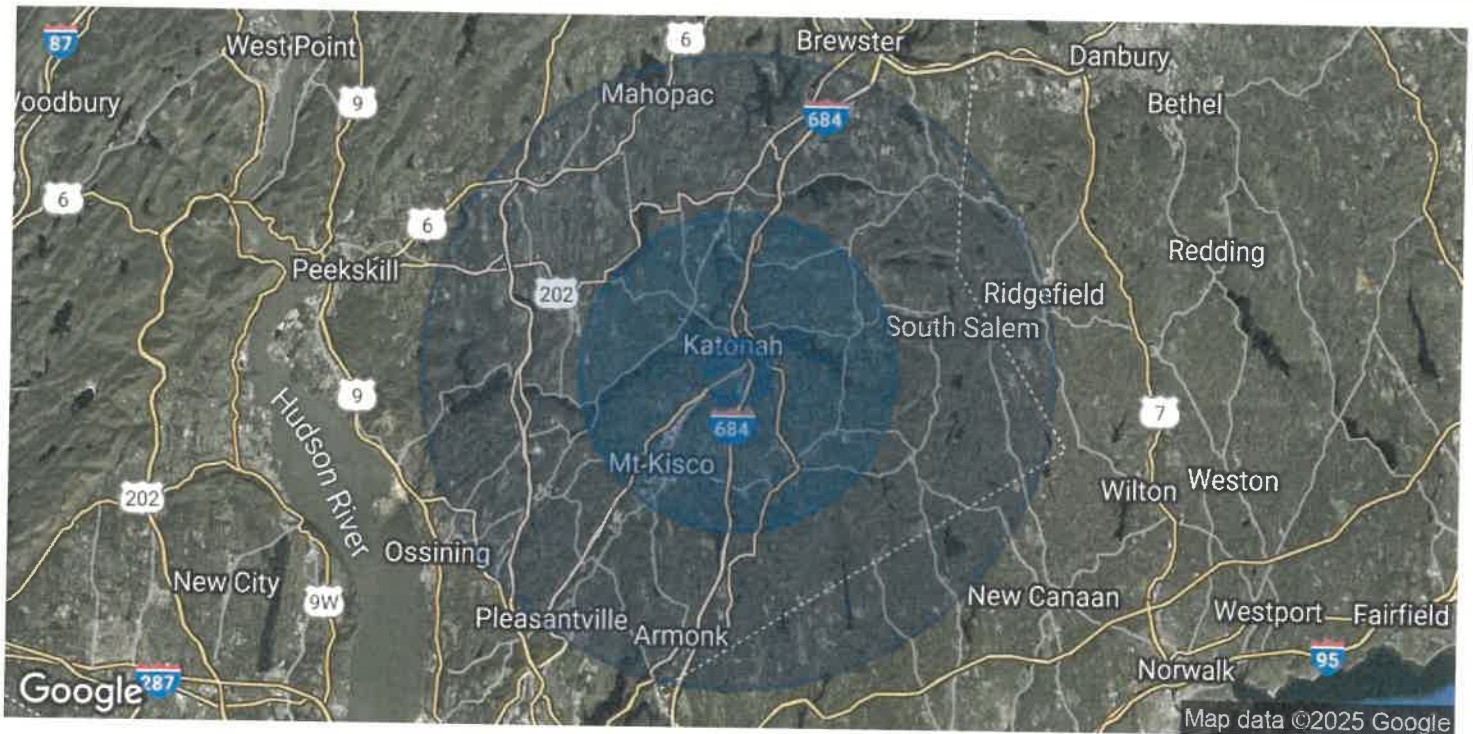 87
West Point
6
Brewster
Danbury
Mahopac
9
684
Bethel
6
6
Peekskill
202
Redding
Ridgefield
South Salem
Katonah
9
684
7
Hudson River
Mt Kisco
202
Wilton
Weston
Ossining
New City
9W
Pleasantville
Armonk
New Canaan
Westport
Fairfield
Norwalk
95
Google
287
Map data ©2025 Google